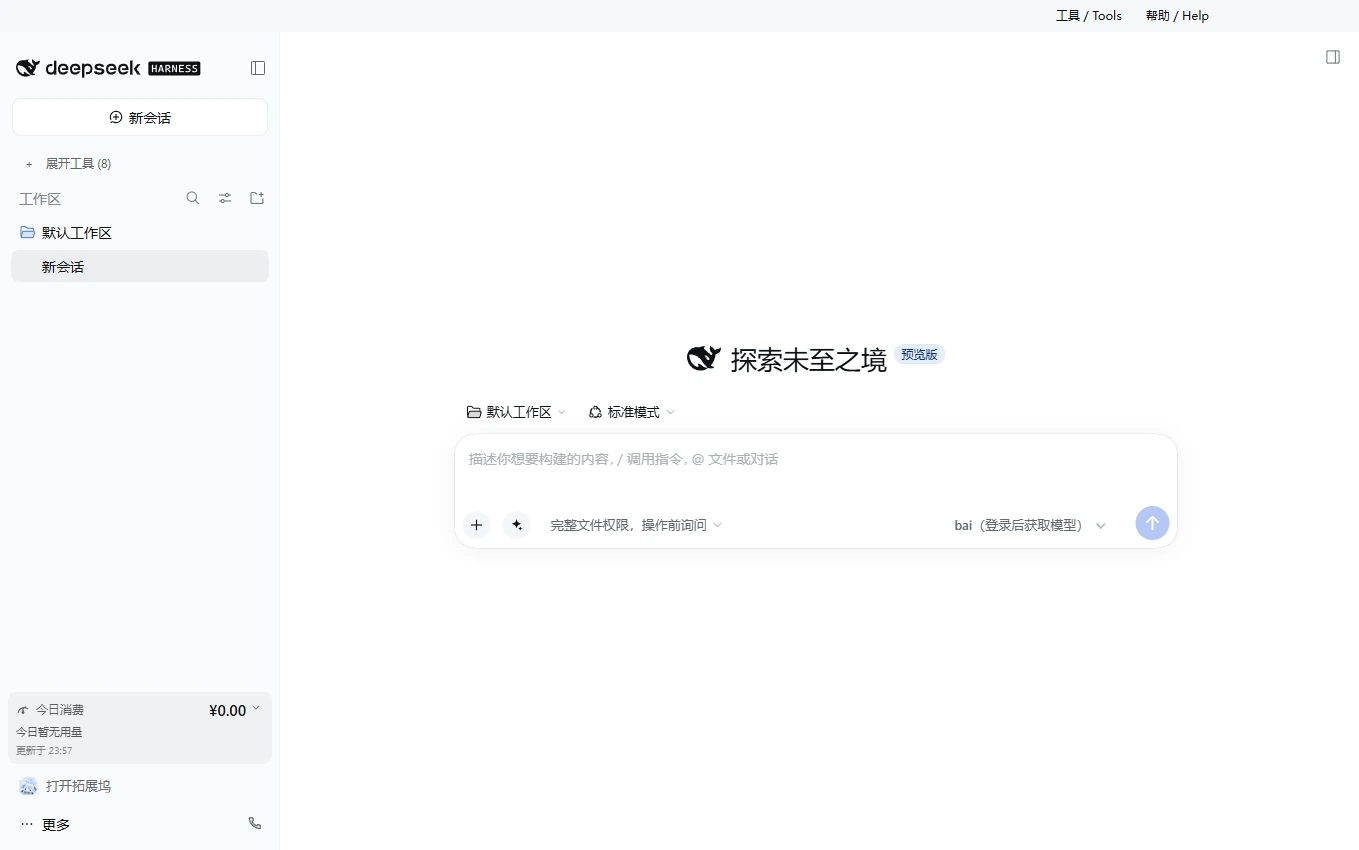 工具 / Tools 帮助 / Help
deepseek HARNESS
新会话
+ 展开工具 (8)
工作区
默认工作区
新会话
探索未至之境 预览版
默认工作区 标准模式
描述你想要构建的内容, / 调用指令, @ 文件或对话
完整文件权限，操作前询问 bai（登录后获取模型）
今日消费 ¥0.00
今日暂无用量
更新于 23:57
打开拓展坞
··· 更多